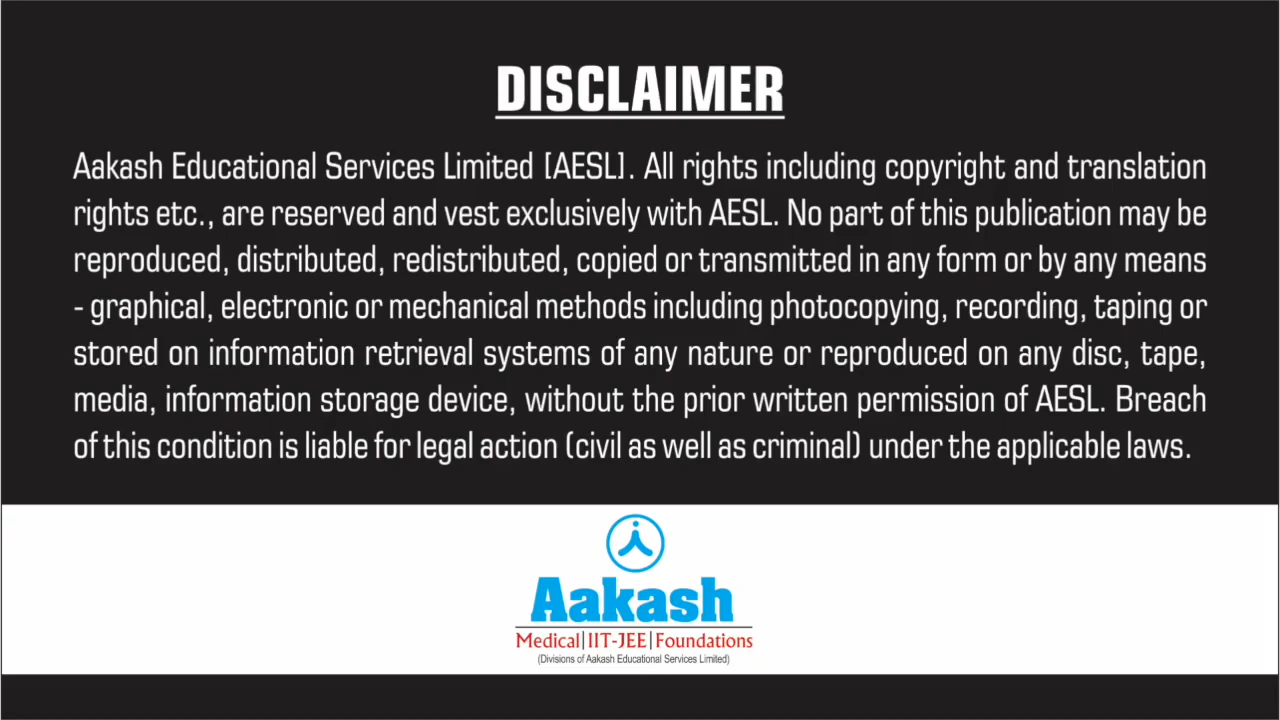 DISCLAIMER
Aakash Educational Services Limited [AESL]. All rights including copyright and translation
rights etc., are reserved and vest exclusively with AESL. No part of this publication may be
reproduced, distributed, redistributed, copied or transmitted in any form or by any means
- graphical, electronic or mechanical methods including photocopying, recording, taping or
stored on information retrieval systems of any nature or reproduced on any disc, tape,
media, information storage device, without the prior written permission of AESL. Breach
of this condition is liable for legal action (civil as well as criminal) under the applicable laws.
Aakash
Medical|IIT-JEE|Foundations
(Divisions of Aakash Educational Services Limited)